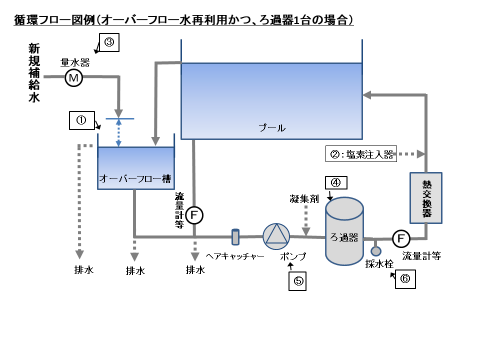 循環フロー図例（オーバーフロー水再利用かつ、ろ過器1台の場合）
新規補給水
量水器
③
M
①
プール
②：塩素注入器
オーバーフロー槽
流量計等
F
凝集剤
④
熱交換器
ろ過器
F
排水
排水
排水
ヘアキャッチャー
ポンプ
採水栓
流量計等
⑤
⑥